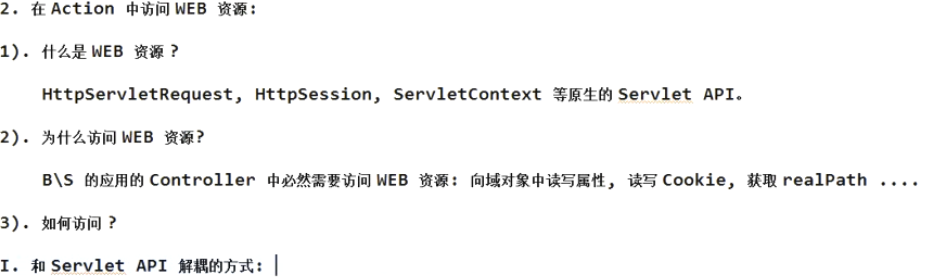 2. 在 Action 中访问 WEB 资源:
1). 什么是 WEB 资源 ?
HttpServletRequest, HttpSession, ServletContext 等原生的 Servlet API。
2). 为什么访问 WEB 资源?
B\S 的应用的 Controller 中必然需要访问 WEB 资源: 向域对象中读写属性, 读写 Cookie, 获取 realPath ....
3). 如何访问 ?
I. 和 Servlet API 解耦的方式: